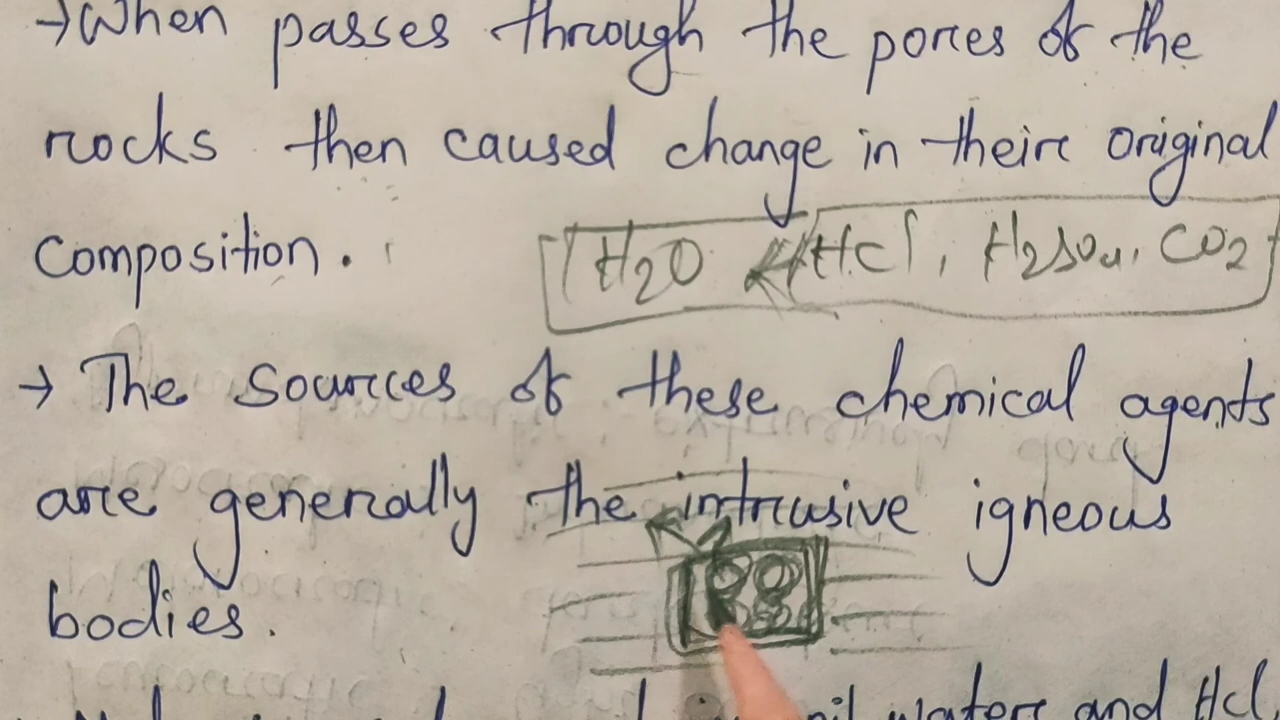 → When passes through the pores of the
rocks then caused change in their original
composition.
H2O ← HCl, H2SO4, CO2
→ The sources of these chemical agents
are generally the intrusive igneous
bodies.
waters and HCl,